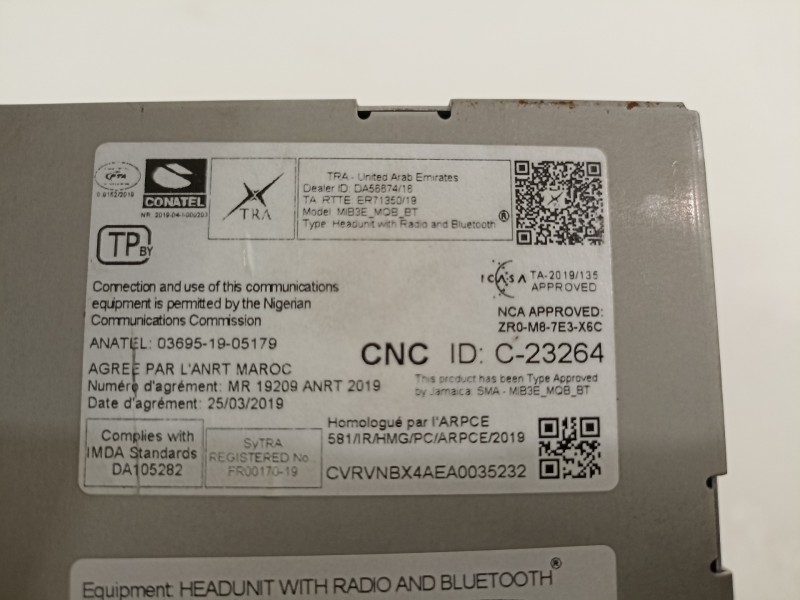 CONATEL
TRA
TRA - United Arab Emirates
Dealer ID: DA56874/16
TA RTTE ER71350/19
Model: MIB3E_MQB_BT
Type: Headunit with Radio and Bluetooth®
TP BY
Connection and use of this communications
equipment is permitted by the Nigerian
Communications Commission
ICASA TA-2019/135
APPROVED
NCA APPROVED:
ZR0-M8-7E3-X6C
ANATEL: 03695-19-05179
CNC ID: C-23264
AGREE PAR L'ANRT MAROC
Numéro d'agrément: MR 19209 ANRT 2019
Date d'agrément: 25/03/2019
This product has been Type Approved
by Jamaica: SMA - MIB3E_MQB_BT
Complies with
IMDA Standards
DA105282
SyTRA
REGISTERED No.
FR00170-19
Homologué par l'ARPCE
581/IR/HMG/PC/ARPCE/2019
CVRVNBX4AEA0035232
Equipment: HEADUNIT WITH RADIO AND BLUETOOTH®